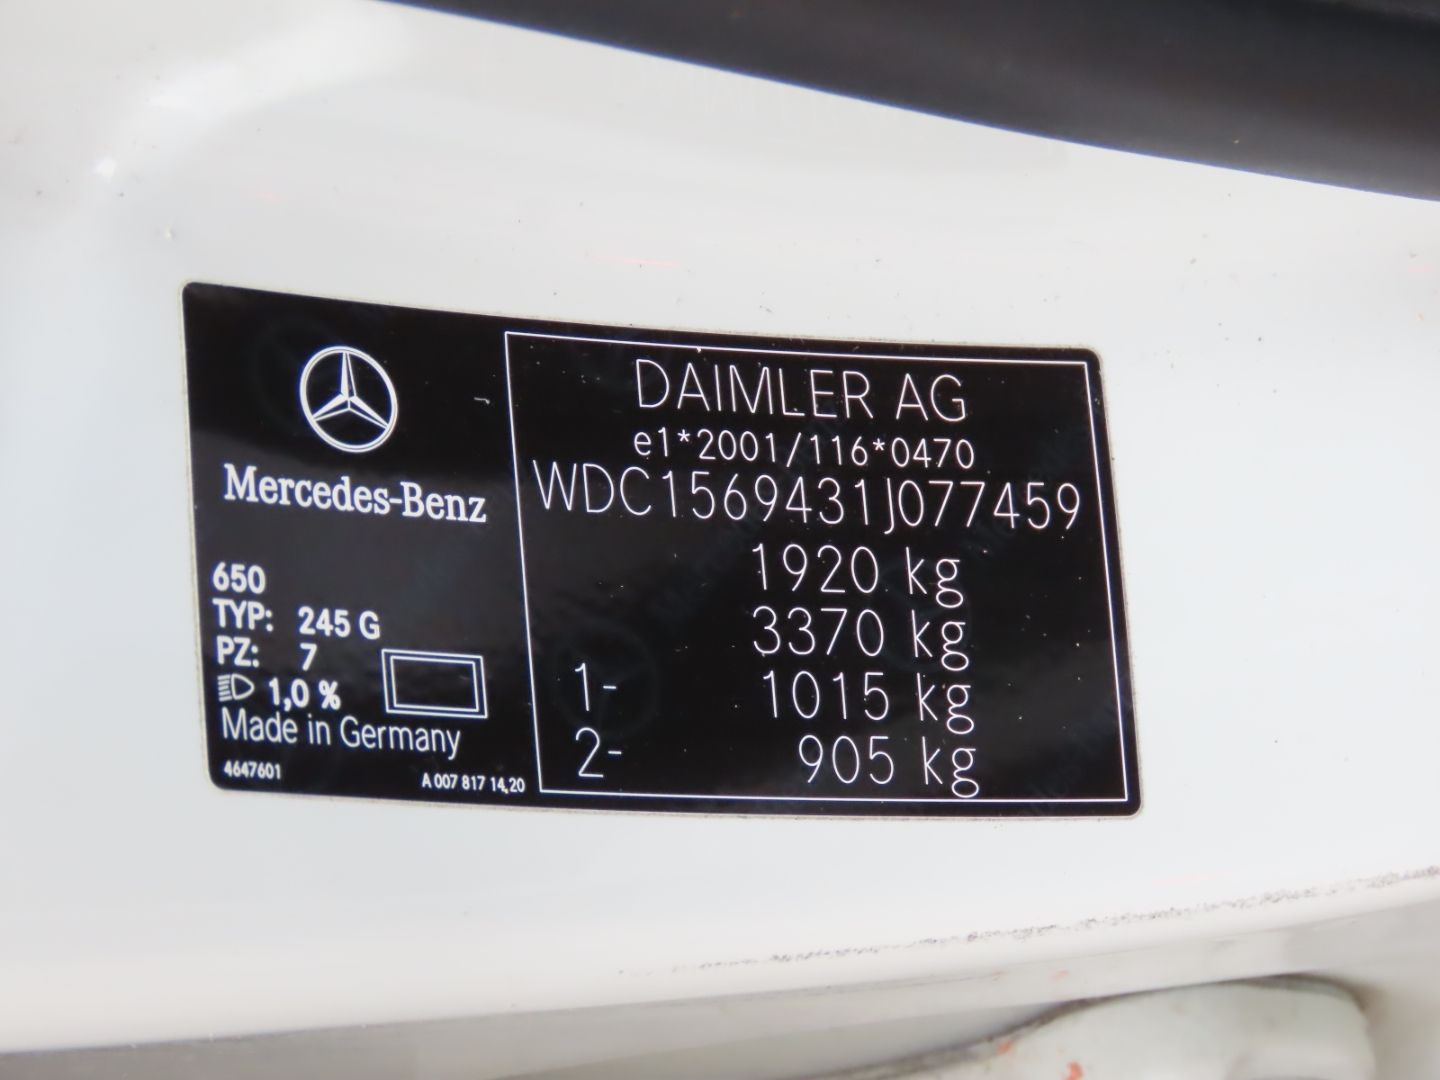 Mercedes-Benz
650
TYP: 245 G
PZ: 7
1,0 %
Made in Germany
4647601
A 007 817 14,20
DAIMLER AG
e1*2001/116*0470
WDC1569431J077459
1920 kg
3370 kg
1- 1015 kg
2- 905 kg